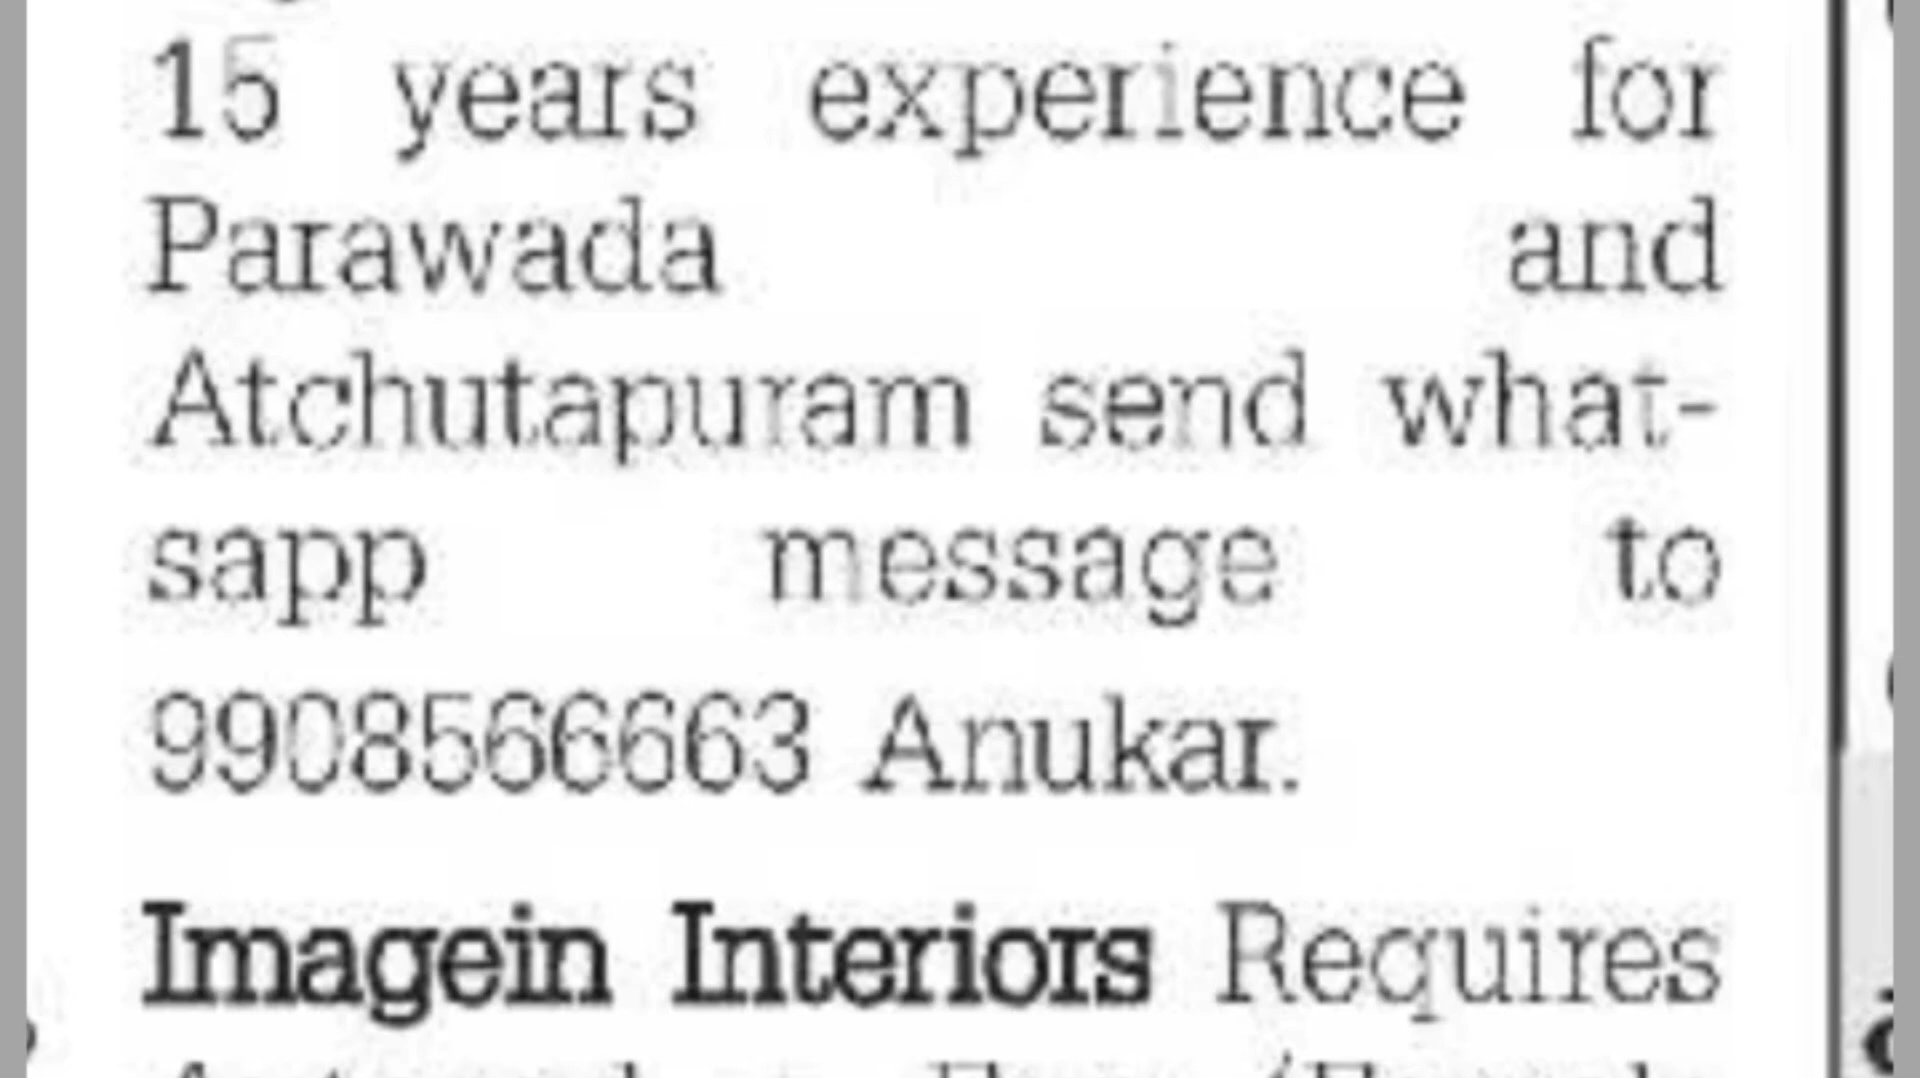 15 years experience for
Parawada and
Atchutapuram send what-
sapp message to
9908566663 Anukar.
Imagein Interiors Requires